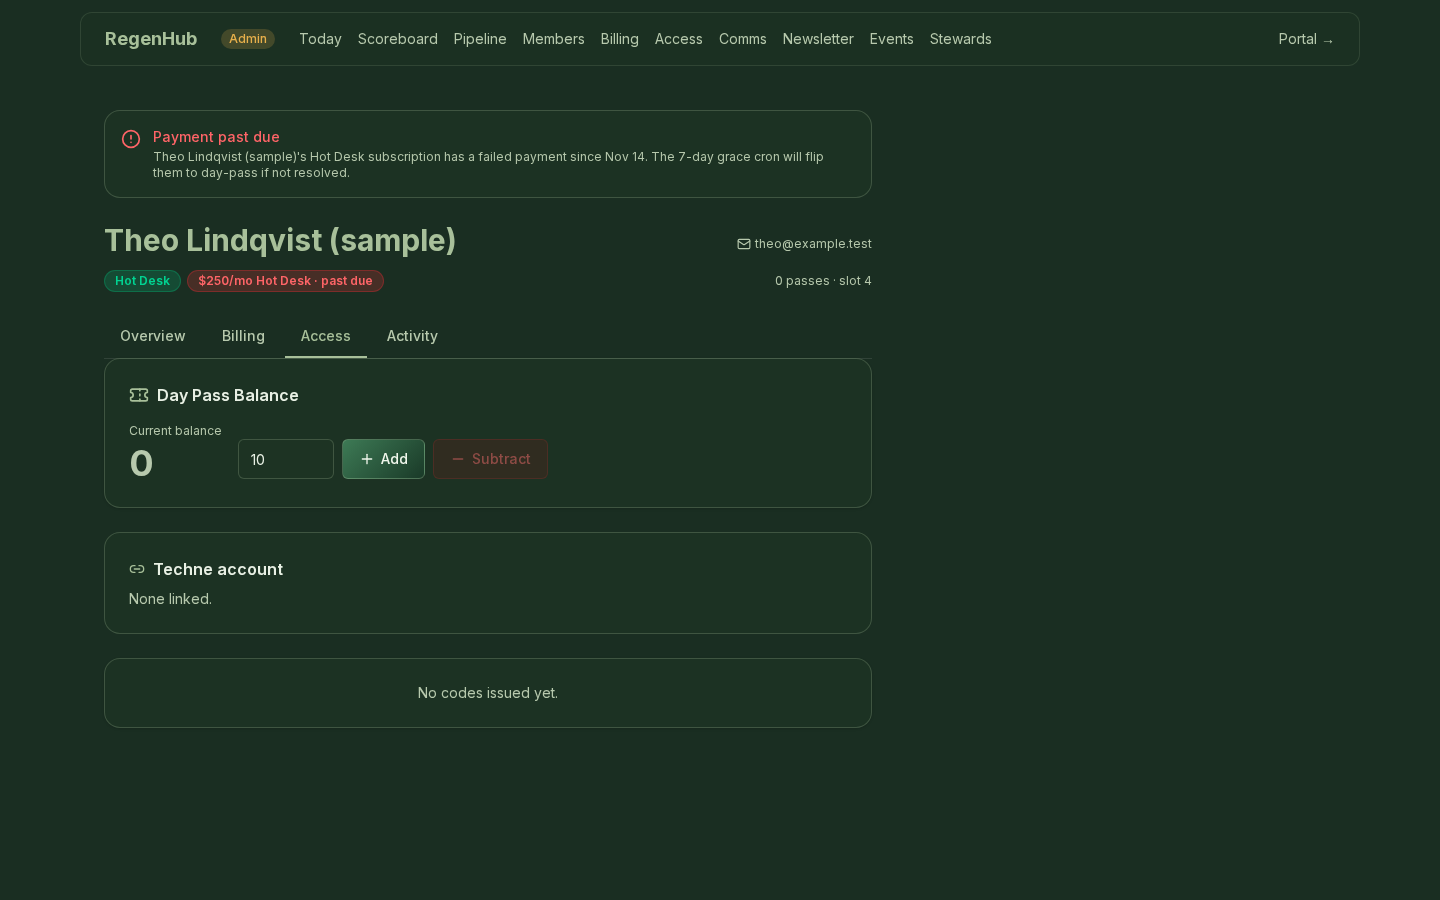 RegenHub Admin Today Scoreboard Pipeline Members Billing Access Comms Newsletter Events Stewards Portal →
Payment past due
Theo Lindqvist (sample)'s Hot Desk subscription has a failed payment since Nov 14. The 7-day grace cron will flip
them to day-pass if not resolved.
Theo Lindqvist (sample)
theo@example.test
Hot Desk $250/mo Hot Desk · past due 0 passes · slot 4
Overview Billing Access Activity
Day Pass Balance
Current balance
0 10 + Add − Subtract
Techne account
None linked.
No codes issued yet.